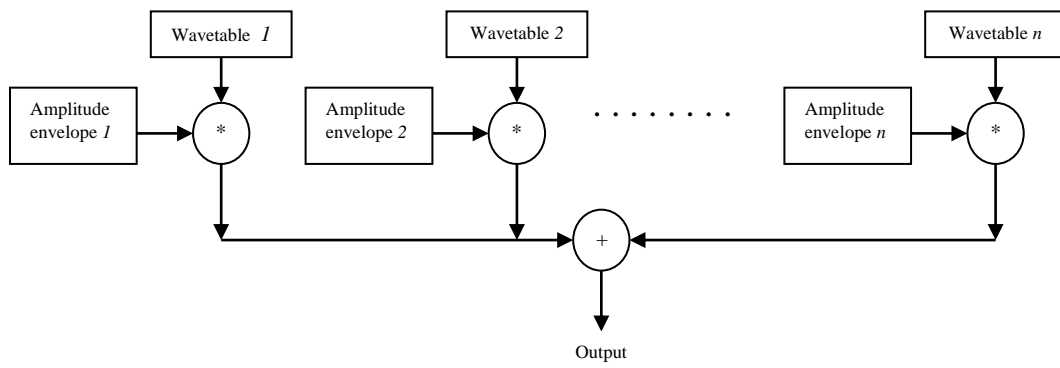 Wavetable 1
Wavetable 2
Wavetable n
Amplitude
envelope 1
*
Amplitude
envelope 2
*
. . . . . . . .
Amplitude
envelope n
*
+
Output